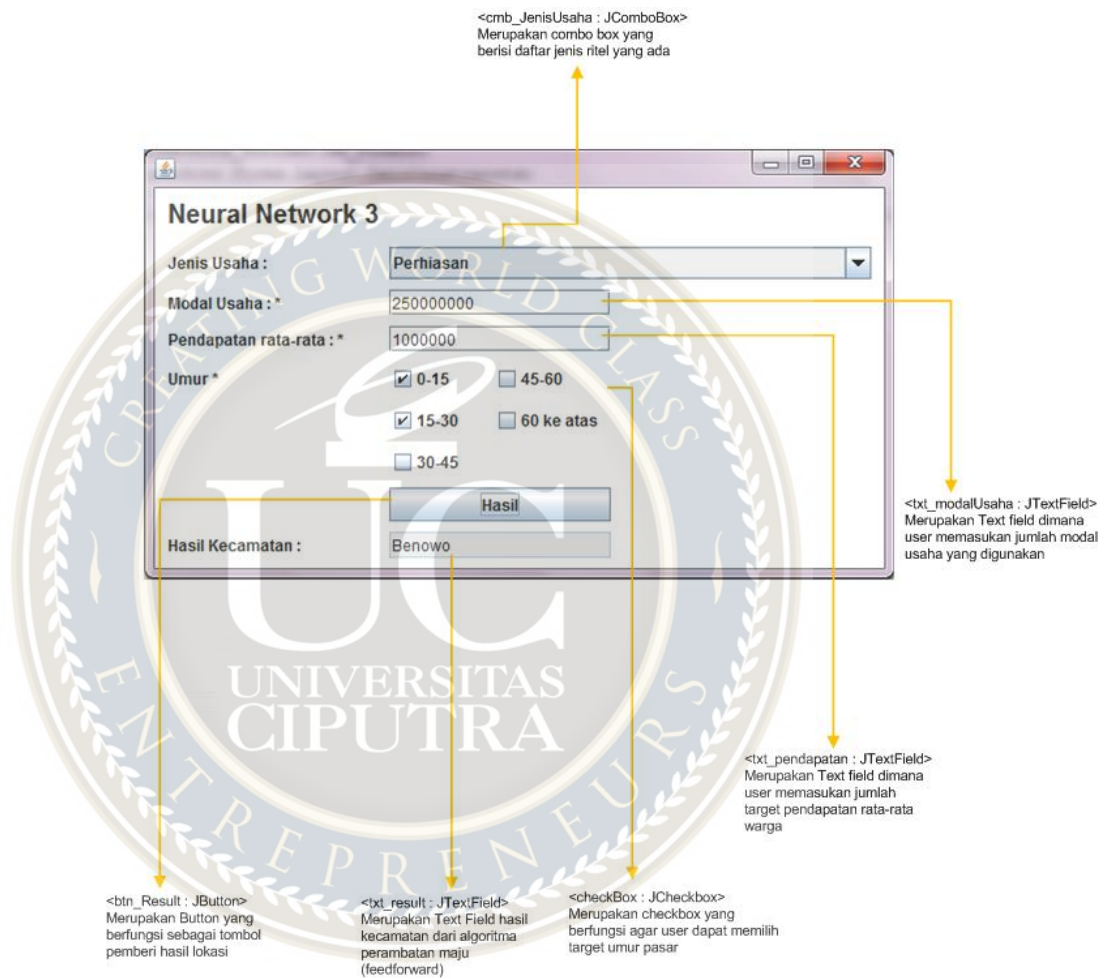 <cmb_JenisUsaha : JComboBox>
Merupakan combo box yang
berisi daftar jenis ritel yang ada
Neural Network 3
Jenis Usaha :
Perhiasan
Modal Usaha : *
250000000
Pendapatan rata-rata : *
1000000
Umur *
0-15
45-60
15-30
60 ke atas
30-45
Hasil
Hasil Kecamatan :
Benowo
<txt_modalUsaha : JTextField>
Merupakan Text field dimana
user memasukan jumlah modal
usaha yang digunakan
<txt_pendapatan : JTextField>
Merupakan Text field dimana
user memasukan jumlah
target pendapatan rata-rata
warga
<btn_Result : JButton>
Merupakan Button yang
berfungsi sebagai tombol
pemberi hasil lokasi
<txt_result : JTextField>
Merupakan Text Field hasil
kecamatan dari algoritma
perambatan maju
(feedforward)
<checkBox : JCheckbox>
Merupakan checkbox yang
berfungsi agar user dapat memilih
target umur pasar
CREATING WORLD CLASS
UC
UNIVERSITAS
CIPUTRA
ENTREPRENEURS